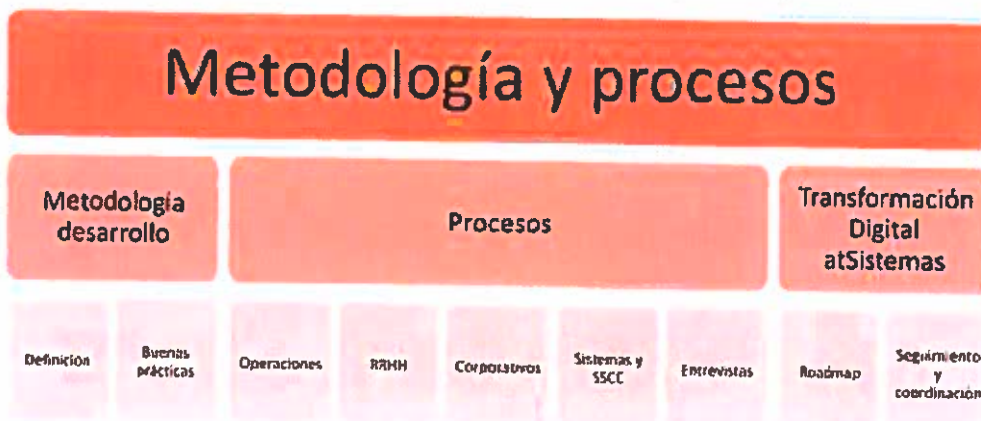 Metodología y procesos
Metodología
desarrollo
Procesos
Transformación
Digital
atSistemas
Definición
Buenas
prácticas
Operaciones
RRHH
Corporativos
Sistemas y
SSCC
Entrevistas
Roadmap
Seguimiento
y
coordinación